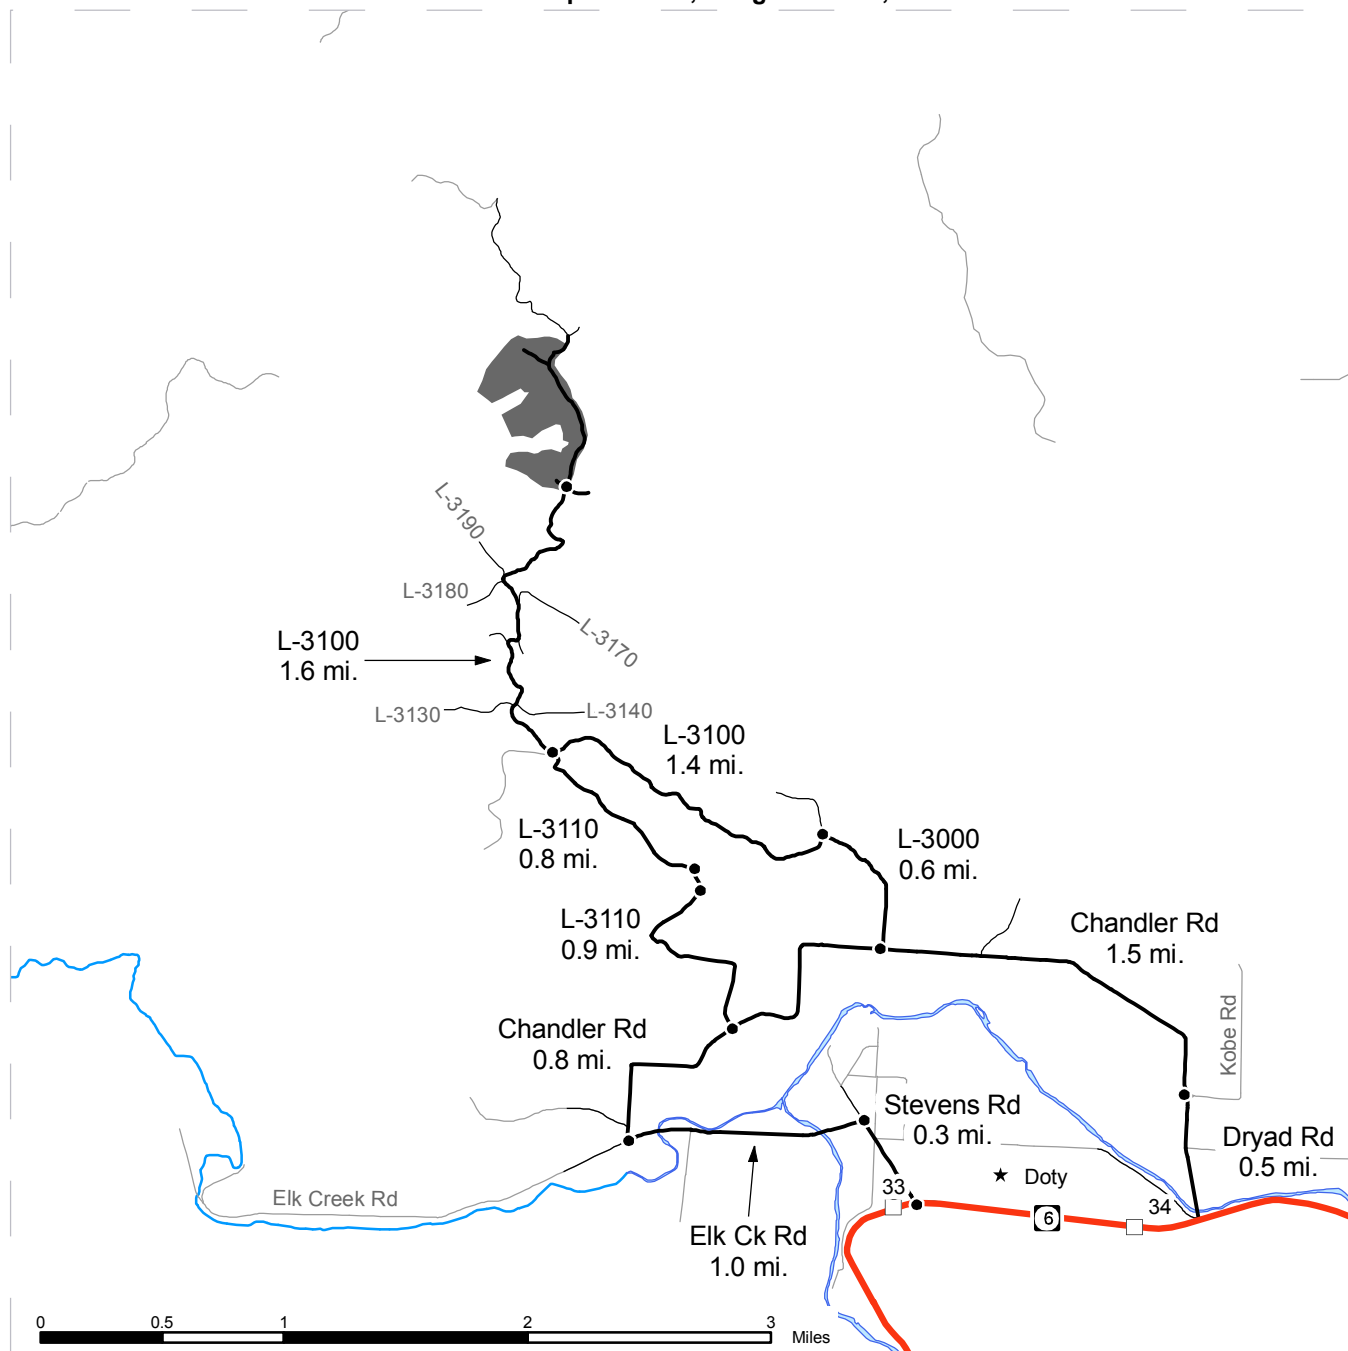 L-3190
L-3180
L-3170
L-3100
1.6 mi.
L-3130
L-3140
L-3100
1.4 mi.
L-3110
0.8 mi.
L-3000
0.6 mi.
L-3110
0.9 mi.
Chandler Rd
1.5 mi.
Kobe Rd
Chandler Rd
0.8 mi.
Stevens Rd
0.3 mi.
Dryad Rd
0.5 mi.
Doty
33
34
6
Elk Creek Rd
Elk Ck Rd
1.0 mi.
0 0.5 1 2 3
Miles